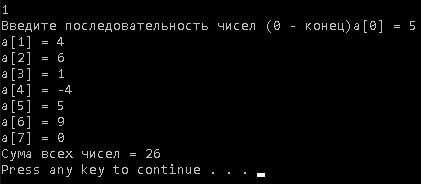 1
Введите последовательность чисел (0 - конец)a[0] = 5
a[1] = 4
a[2] = 6
a[3] = 1
a[4] = -4
a[5] = 5
a[6] = 9
a[7] = 0
Сума всех чисел = 26
Press any key to continue . . .